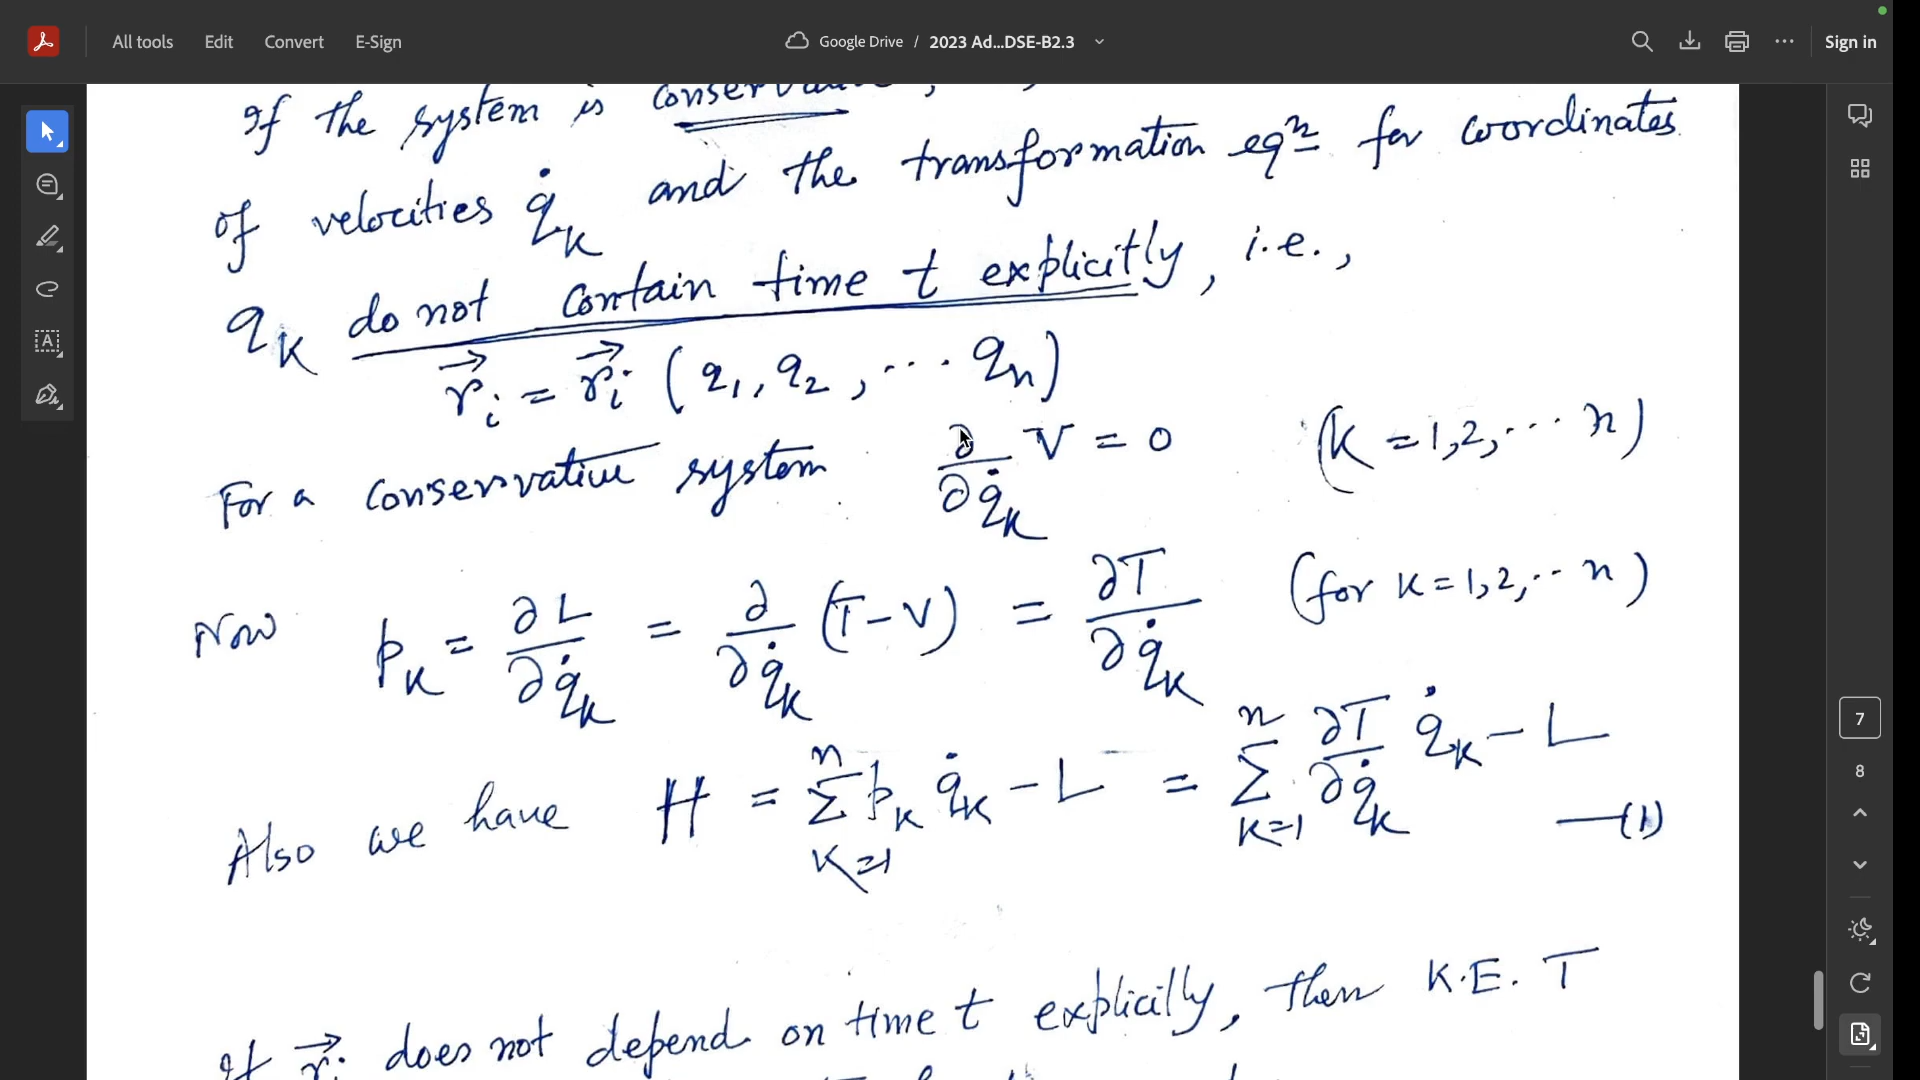 All tools Edit Convert E-Sign Google Drive / 2023 Ad...DSE-B2.3 Sign in
If the system is
of velocities q̇ₖ and the transformation eqⁿ for coordinates
qₖ do not contain time t explicitly, i.e.,
r⃗ᵢ = r⃗ᵢ (q₁, q₂, ... qₙ)
For a conservative system ∂/∂q̇ₖ V = 0 (K = 1,2,... n)
Now pₖ = ∂L/∂q̇ₖ = ∂/∂q̇ₖ (T - V) = ∂T/∂q̇ₖ (for K = 1,2,.. n)
Also we have H = Σₖ₌₁ⁿ pₖ q̇ₖ - L = Σₖ₌₁ⁿ ∂T/∂q̇ₖ q̇ₖ - L —(1)
If r⃗ᵢ does not depend on time t explicilly, then K.E. T
7
8